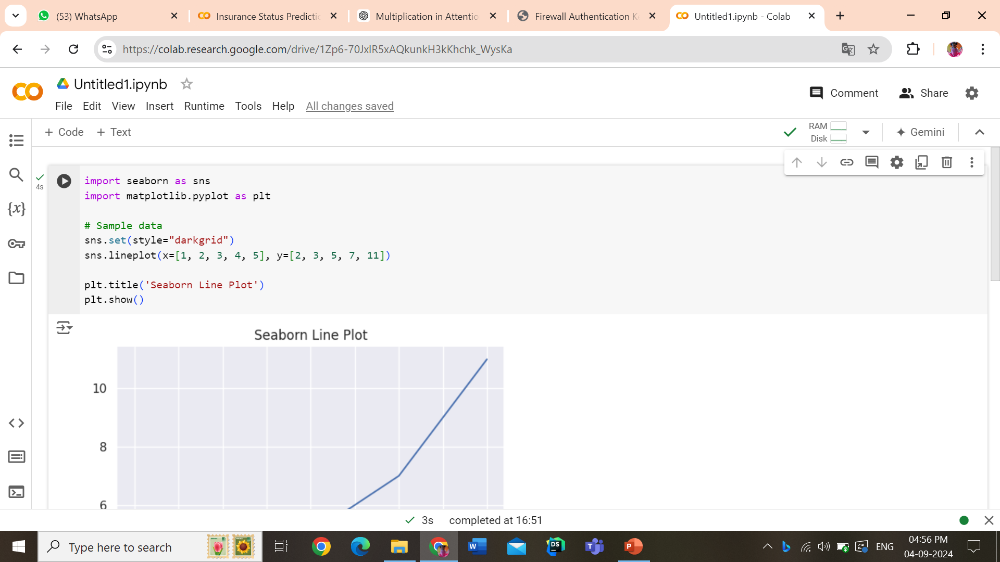 (53) WhatsApp
Insurance Status Predictic
Multiplication in Attentio
Firewall Authentication K
Untitled1.ipynb - Colab
https://colab.research.google.com/drive/1Zp6-70JxlR5xAQkunkH3kKhchk_WysKa
Untitled1.ipynb
Comment
Share
File Edit View Insert Runtime Tools Help All changes saved
+ Code + Text
RAM
Disk
Gemini
4s
import seaborn as sns
import matplotlib.pyplot as plt
# Sample data
sns.set(style="darkgrid")
sns.lineplot(x=[1, 2, 3, 4, 5], y=[2, 3, 5, 7, 11])
plt.title('Seaborn Line Plot')
plt.show()
{x}
Seaborn Line Plot
10
8
6
3s completed at 16:51
Type here to search
ENG
04:56 PM
04-09-2024